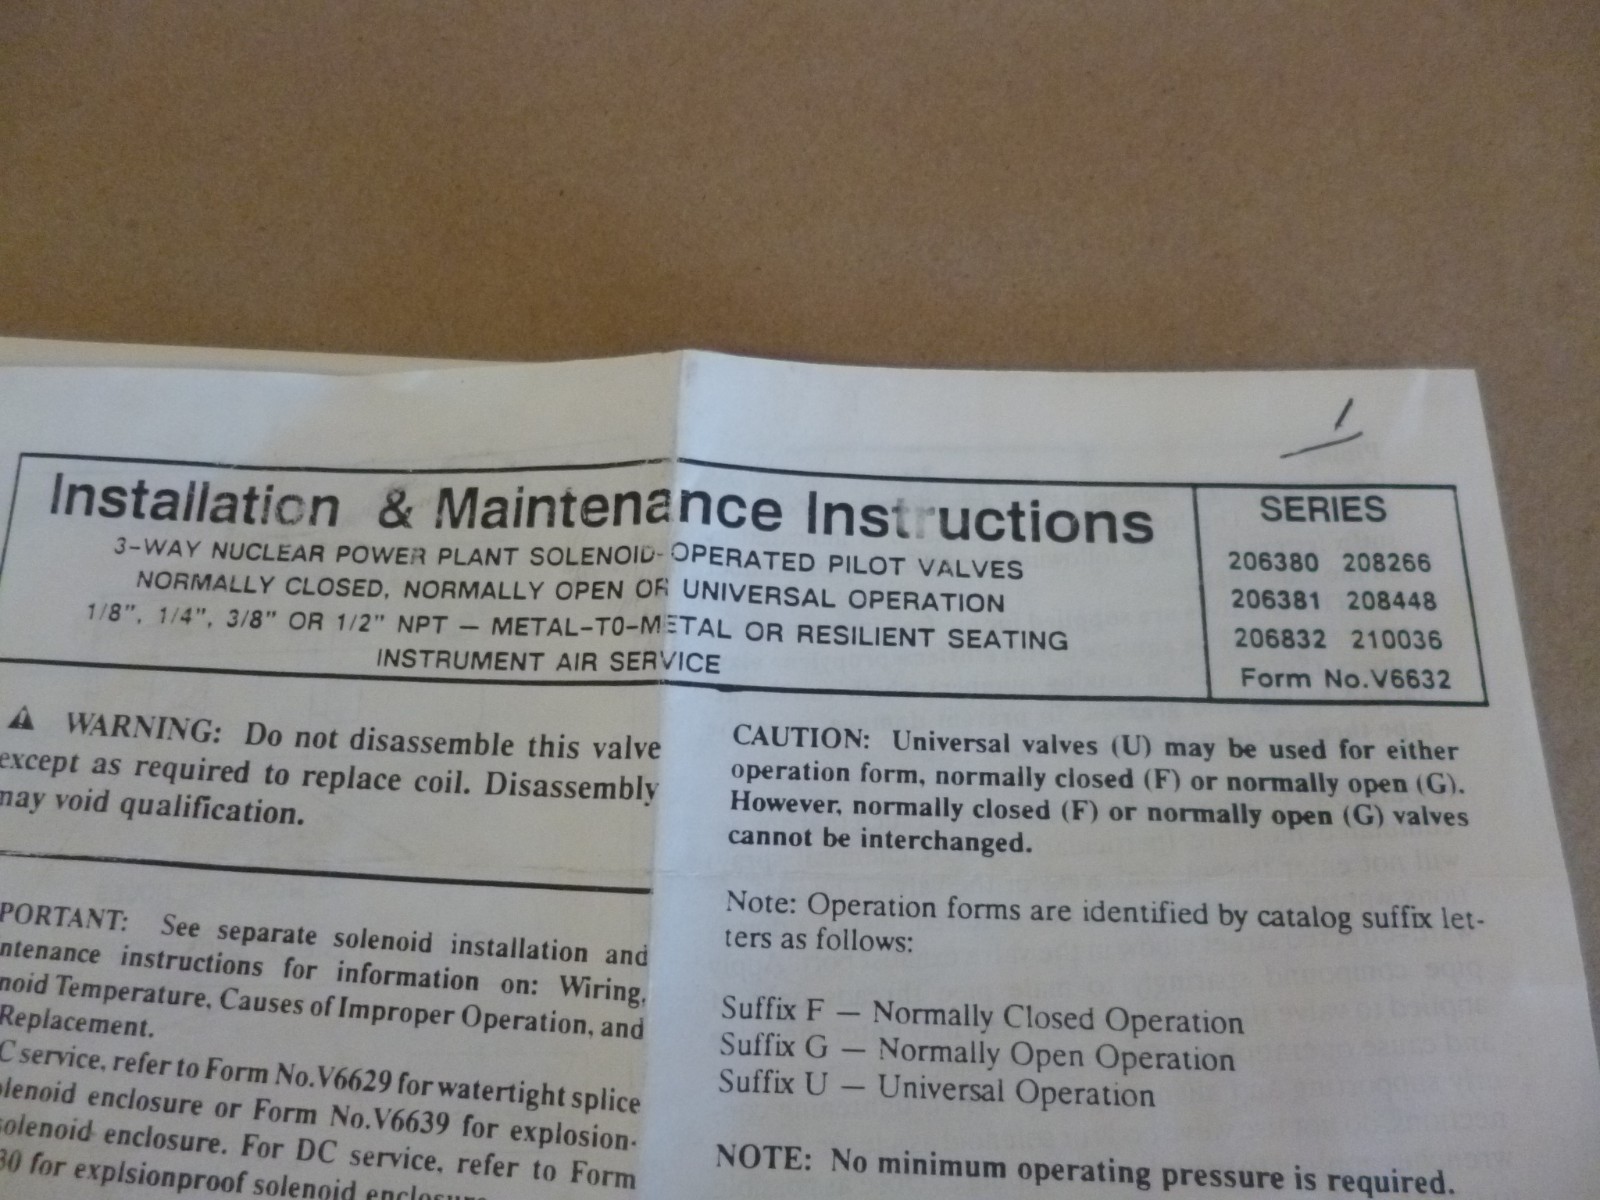 Installation & Maintenance Instructions
3-WAY NUCLEAR POWER PLANT SOLENOID-OPERATED PILOT VALVES
NORMALLY CLOSED, NORMALLY OPEN OR UNIVERSAL OPERATION
1/8", 1/4", 3/8" OR 1/2" NPT — METAL-TO-METAL OR RESILIENT SEATING
INSTRUMENT AIR SERVICE
SERIES
206380 208266
206381 208448
206832 210036
Form No.V6632
WARNING: Do not disassemble this valve
except as required to replace coil. Disassembly
may void qualification.
PORTANT: See separate solenoid installation and
ntenance instructions for information on: Wiring,
noid Temperature, Causes of Improper Operation, and
Replacement.
C service, refer to Form No.V6629 for watertight splice
lenoid enclosure or Form No.V6639 for explosion-
solenoid enclosure. For DC service, refer to Form
30 for explsionproof solenoid enclosure
CAUTION: Universal valves (U) may be used for either
operation form, normally closed (F) or normally open (G).
However, normally closed (F) or normally open (G) valves
cannot be interchanged.
Note: Operation forms are identified by catalog suffix let-
ters as follows:
Suffix F — Normally Closed Operation
Suffix G — Normally Open Operation
Suffix U — Universal Operation
NOTE: No minimum operating pressure is required.